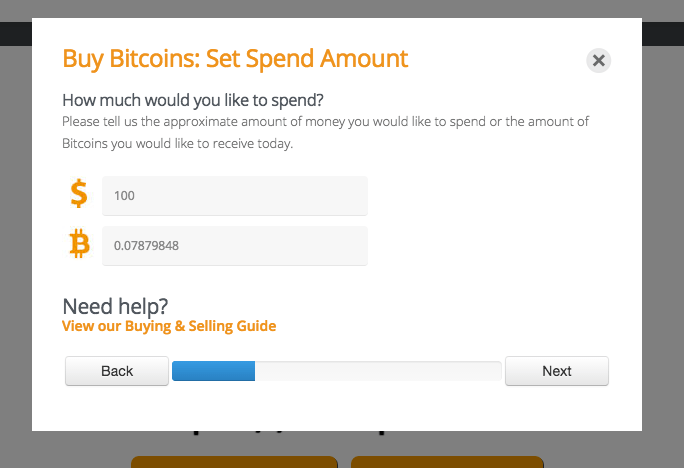 Buy Bitcoins: Set Spend Amount
How much would you like to spend?
Please tell us the approximate amount of money you would like to spend or the amount of
Bitcoins you would like to receive today.
$ 100
₿ 0.07879848
Need help?
View our Buying & Selling Guide
Back Next